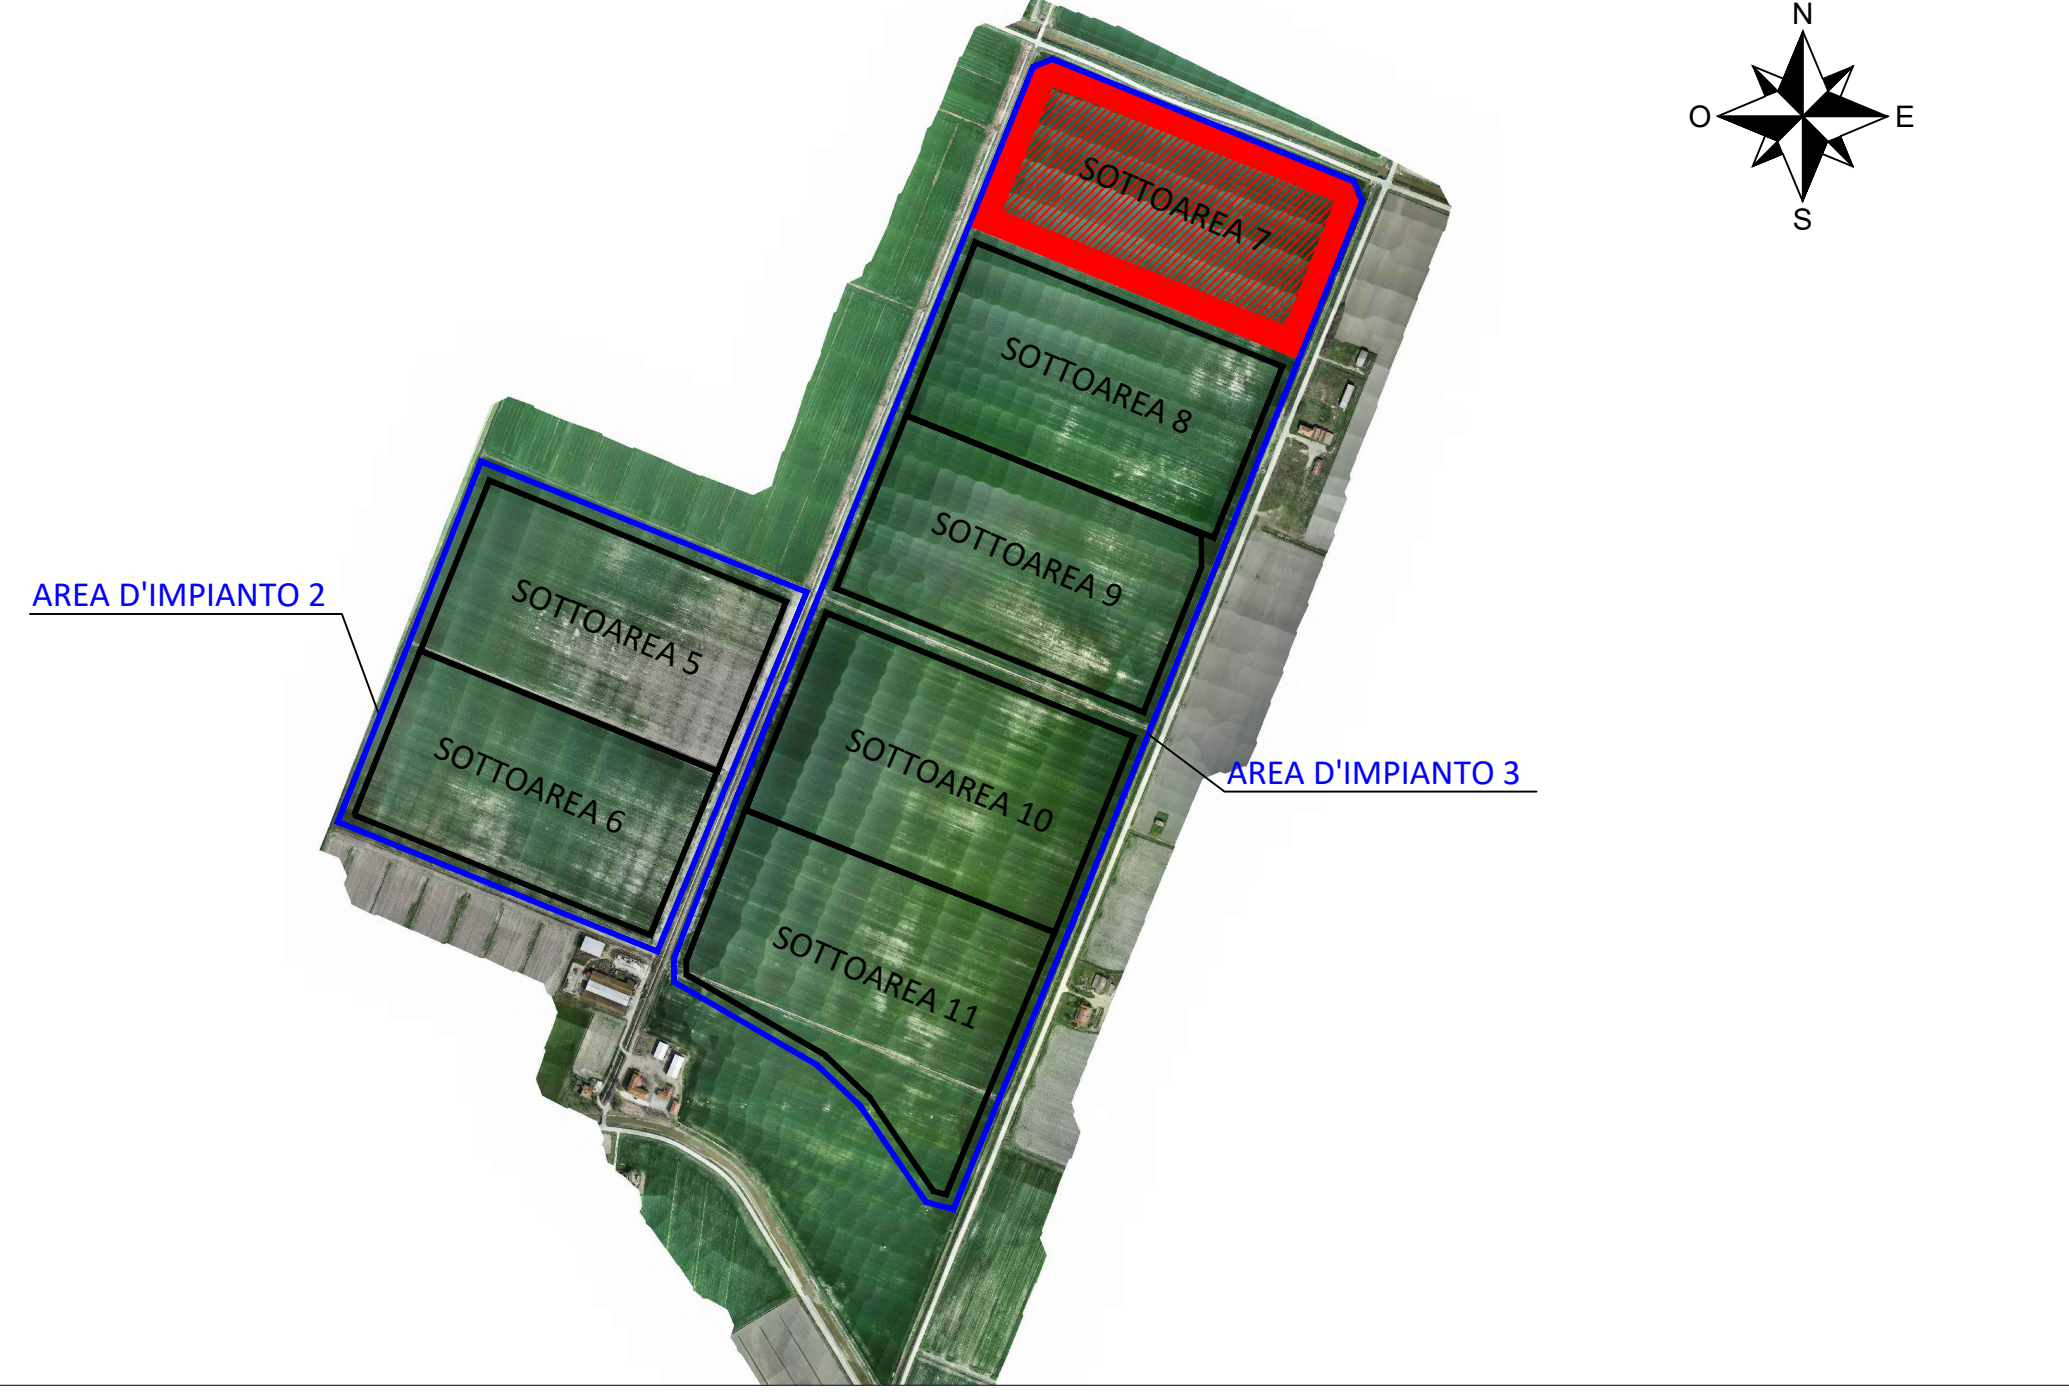 N
O
E
S
SOTTOAREA 7
SOTTOAREA 8
SOTTOAREA 9
SOTTOAREA 5
AREA D'IMPIANTO 2
SOTTOAREA 6
SOTTOAREA 10
AREA D'IMPIANTO 3
SOTTOAREA 11